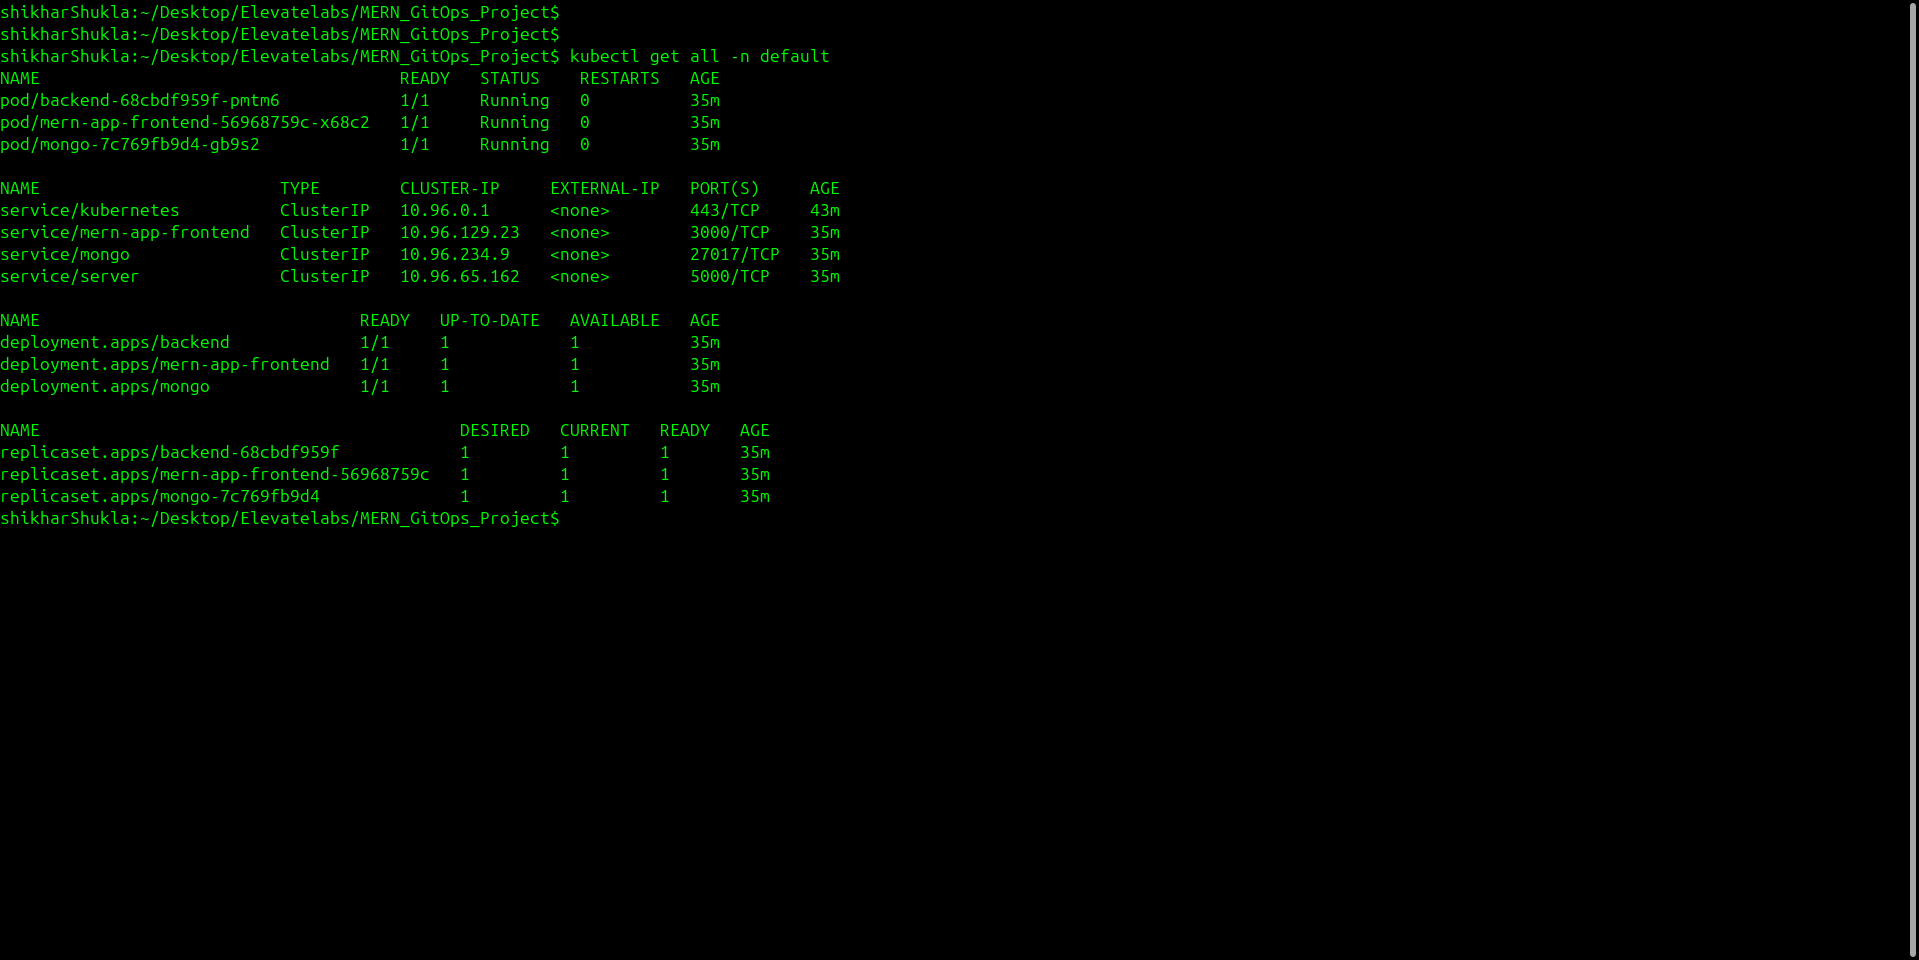 shikharShukla:~/Desktop/Elevatelabs/MERN_GitOps_Project$
shikharShukla:~/Desktop/Elevatelabs/MERN_GitOps_Project$
shikharShukla:~/Desktop/Elevatelabs/MERN_GitOps_Project$ kubectl get all -n default
NAME                                    READY   STATUS    RESTARTS   AGE
pod/backend-68cbdf959f-pmtm6            1/1     Running   0          35m
pod/mern-app-frontend-56968759c-x68c2   1/1     Running   0          35m
pod/mongo-7c769fb9d4-gb9s2              1/1     Running   0          35m

NAME                        TYPE        CLUSTER-IP     EXTERNAL-IP   PORT(S)     AGE
service/kubernetes          ClusterIP   10.96.0.1      <none>        443/TCP     43m
service/mern-app-frontend   ClusterIP   10.96.129.23   <none>        3000/TCP    35m
service/mongo               ClusterIP   10.96.234.9    <none>        27017/TCP   35m
service/server              ClusterIP   10.96.65.162   <none>        5000/TCP    35m

NAME                                READY   UP-TO-DATE   AVAILABLE   AGE
deployment.apps/backend             1/1     1            1           35m
deployment.apps/mern-app-frontend   1/1     1            1           35m
deployment.apps/mongo               1/1     1            1           35m

NAME                                          DESIRED   CURRENT   READY   AGE
replicaset.apps/backend-68cbdf959f            1         1         1       35m
replicaset.apps/mern-app-frontend-56968759c   1         1         1       35m
replicaset.apps/mongo-7c769fb9d4              1         1         1       35m
shikharShukla:~/Desktop/Elevatelabs/MERN_GitOps_Project$